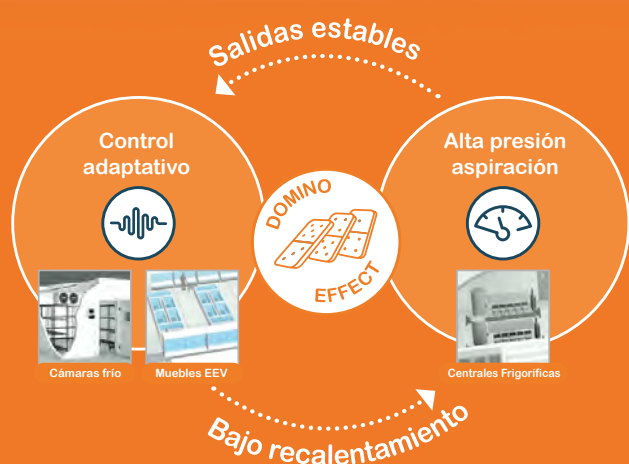 Salidas estables
Control
adaptativo
Alta presión
aspiración
DOMINO
EFFECT
Cámaras frío
Muebles EEV
Centrales Frigoríficas
Bajo recalentamiento